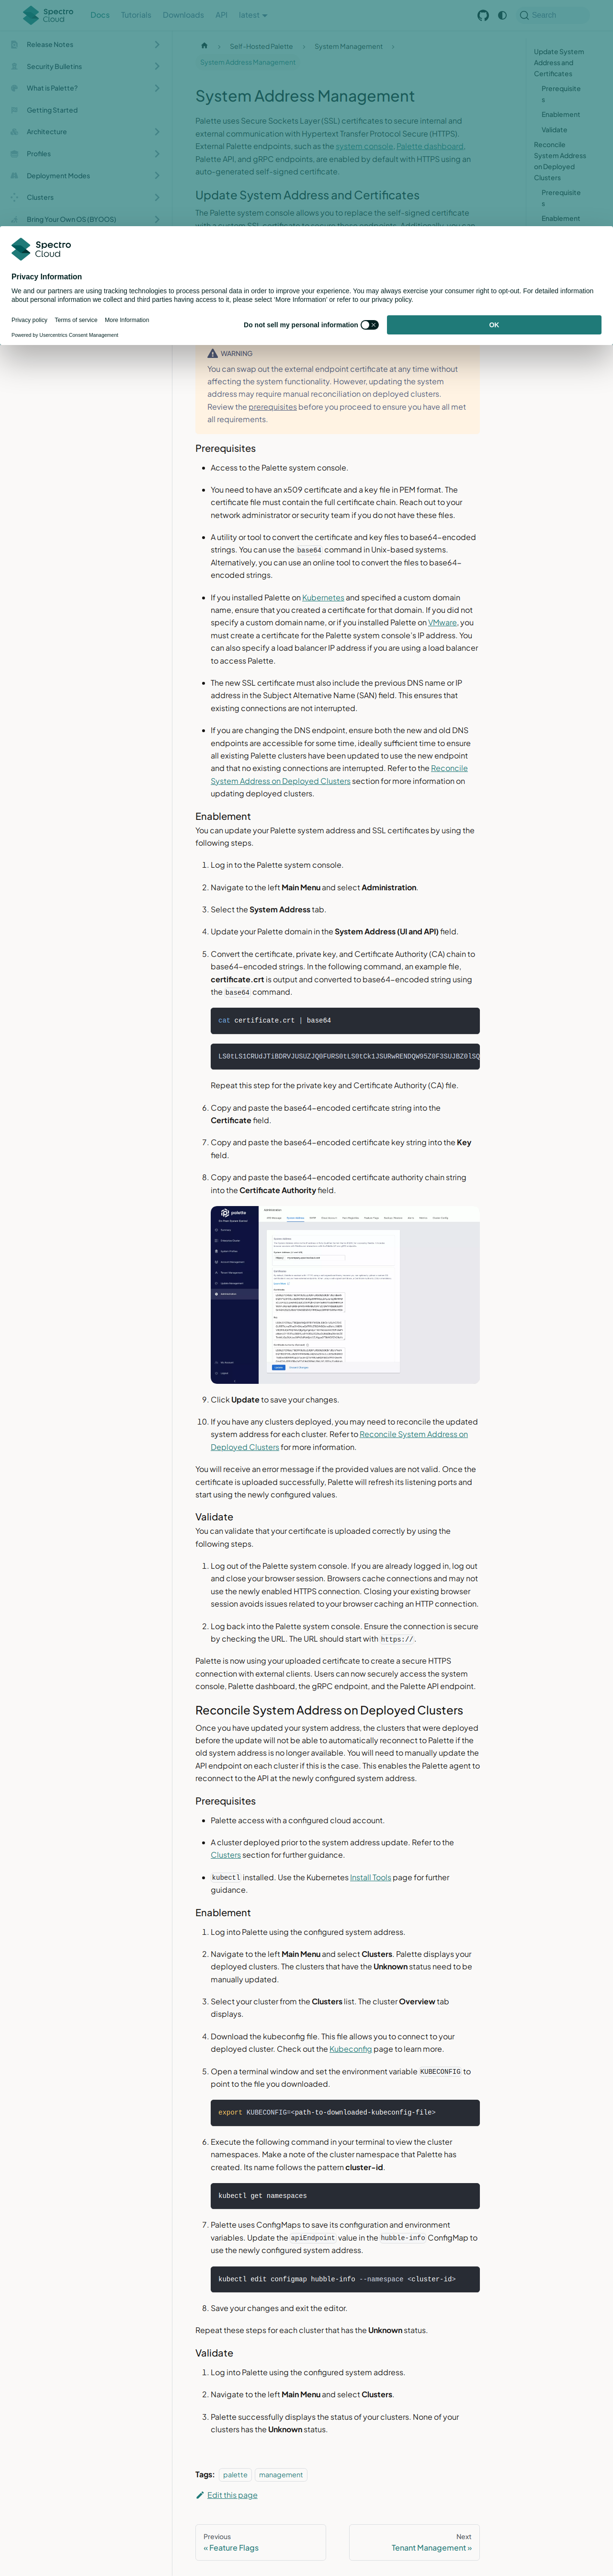 Spectro Cloud
Docs
Tutorials
Downloads
API
latest
Search
Release Notes
Security Bulletins
What is Palette?
Getting Started
Architecture
Profiles
Deployment Modes
Clusters
Bring Your Own OS (BYOOS)
Self-Hosted Palette
System Management
System Address Management
System Address Management
Palette uses Secure Sockets Layer (SSL) certificates to secure internal and
external communication with Hypertext Transfer Protocol Secure (HTTPS).
External Palette endpoints, such as the system console, Palette dashboard,
Palette API, and gRPC endpoints, are enabled by default with HTTPS using an
auto-generated self-signed certificate.
Update System Address and Certificates
The Palette system console allows you to replace the self-signed certificate
Update System
Address and
Certificates
Prerequisite
s
Enablement
Validate
Reconcile
System Address
on Deployed
Clusters
Prerequisite
s
Enablement
Spectro
Cloud
Privacy Information
We and our partners are using tracking technologies to process personal data in order to improve your experience. You may always exercise your consumer right to opt-out. For detailed information
about personal information we collect and third parties having access to it, please select 'More Information' or refer to our privacy policy.
Privacy policy
Terms of service
More Information
Powered by Usercentrics Consent Management
Do not sell my personal information
OK
WARNING
You can swap out the external endpoint certificate at any time without
affecting the system functionality. However, updating the system
address may require manual reconciliation on deployed clusters.
Review the prerequisites before you proceed to ensure you have all met
all requirements.
Prerequisites
Access to the Palette system console.
You need to have an x509 certificate and a key file in PEM format. The
certificate file must contain the full certificate chain. Reach out to your
network administrator or security team if you do not have these files.
A utility or tool to convert the certificate and key files to base64-encoded
strings. You can use the base64 command in Unix-based systems.
Alternatively, you can use an online tool to convert the files to base64-
encoded strings.
If you installed Palette on Kubernetes and specified a custom domain
name, ensure that you created a certificate for that domain. If you did not
specify a custom domain name, or if you installed Palette on VMware, you
must create a certificate for the Palette system console's IP address. You
can also specify a load balancer IP address if you are using a load balancer
to access Palette.
The new SSL certificate must also include the previous DNS name or IP
address in the Subject Alternative Name (SAN) field. This ensures that
existing connections are not interrupted.
If you are changing the DNS endpoint, ensure both the new and old DNS
endpoints are accessible for some time, ideally sufficient time to ensure
all existing Palette clusters have been updated to use the new endpoint
and that no existing connections are interrupted. Refer to the Reconcile
System Address on Deployed Clusters section for more information on
updating deployed clusters.
Enablement
You can update your Palette system address and SSL certificates by using the
following steps.
1. Log in to the Palette system console.
2. Navigate to the left Main Menu and select Administration.
3. Select the System Address tab.
4. Update your Palette domain in the System Address (UI and API) field.
5. Convert the certificate, private key, and Certificate Authority (CA) chain to
base64-encoded strings. In the following command, an example file,
certificate.crt is output and converted to base64-encoded string using
the base64 command.
cat certificate.crt | base64
LS0tLS1CRUdJTiBDRVJUSUZJQ0FURS0tLS0tCk1JSURwRENDQW95Z0F3SUJBZ0lSQ
Repeat this step for the private key and Certificate Authority (CA) file.
6. Copy and paste the base64-encoded certificate string into the
Certificate field.
7. Copy and paste the base64-encoded certificate key string into the Key
field.
8. Copy and paste the base64-encoded certificate authority chain string
into the Certificate Authority field.
palette
9. Click Update to save your changes.
10. If you have any clusters deployed, you may need to reconcile the updated
system address for each cluster. Refer to Reconcile System Address on
Deployed Clusters for more information.
You will receive an error message if the provided values are not valid. Once the
certificate is uploaded successfully, Palette will refresh its listening ports and
start using the newly configured values.
Validate
You can validate that your certificate is uploaded correctly by using the
following steps.
1. Log out of the Palette system console. If you are already logged in, log out
and close your browser session. Browsers cache connections and may not
use the newly enabled HTTPS connection. Closing your existing browser
session avoids issues related to your browser caching an HTTP connection.
2. Log back into the Palette system console. Ensure the connection is secure
by checking the URL. The URL should start with https://.
Palette is now using your uploaded certificate to create a secure HTTPS
connection with external clients. Users can now securely access the system
console, Palette dashboard, the gRPC endpoint, and the Palette API endpoint.
Reconcile System Address on Deployed Clusters
Once you have updated your system address, the clusters that were deployed
before the update will not be able to automatically reconnect to Palette if the
old system address is no longer available. You will need to manually update the
API endpoint on each cluster if this is the case. This enables the Palette agent to
reconnect to the API at the newly configured system address.
Prerequisites
Palette access with a configured cloud account.
A cluster deployed prior to the system address update. Refer to the
Clusters section for further guidance.
kubectl installed. Use the Kubernetes Install Tools page for further
guidance.
Enablement
1. Log into Palette using the configured system address.
2. Navigate to the left Main Menu and select Clusters. Palette displays your
deployed clusters. The clusters that have the Unknown status need to be
manually updated.
3. Select your cluster from the Clusters list. The cluster Overview tab
displays.
4. Download the kubeconfig file. This file allows you to connect to your
deployed cluster. Check out the Kubeconfig page to learn more.
5. Open a terminal window and set the environment variable KUBECONFIG to
point to the file you downloaded.
export KUBECONFIG=<path-to-downloaded-kubeconfig-file>
6. Execute the following command in your terminal to view the cluster
namespaces. Make a note of the cluster namespace that Palette has
created. Its name follows the pattern cluster-id.
kubectl get namespaces
7. Palette uses ConfigMaps to save its configuration and environment
variables. Update the apiEndpoint value in the hubble-info ConfigMap to
use the newly configured system address.
kubectl edit configmap hubble-info --namespace <cluster-id>
8. Save your changes and exit the editor.
Repeat these steps for each cluster that has the Unknown status.
Validate
1. Log into Palette using the configured system address.
2. Navigate to the left Main Menu and select Clusters.
3. Palette successfully displays the status of your clusters. None of your
clusters has the Unknown status.
Tags:
palette
management
Edit this page
Previous
« Feature Flags
Next
Tenant Management »